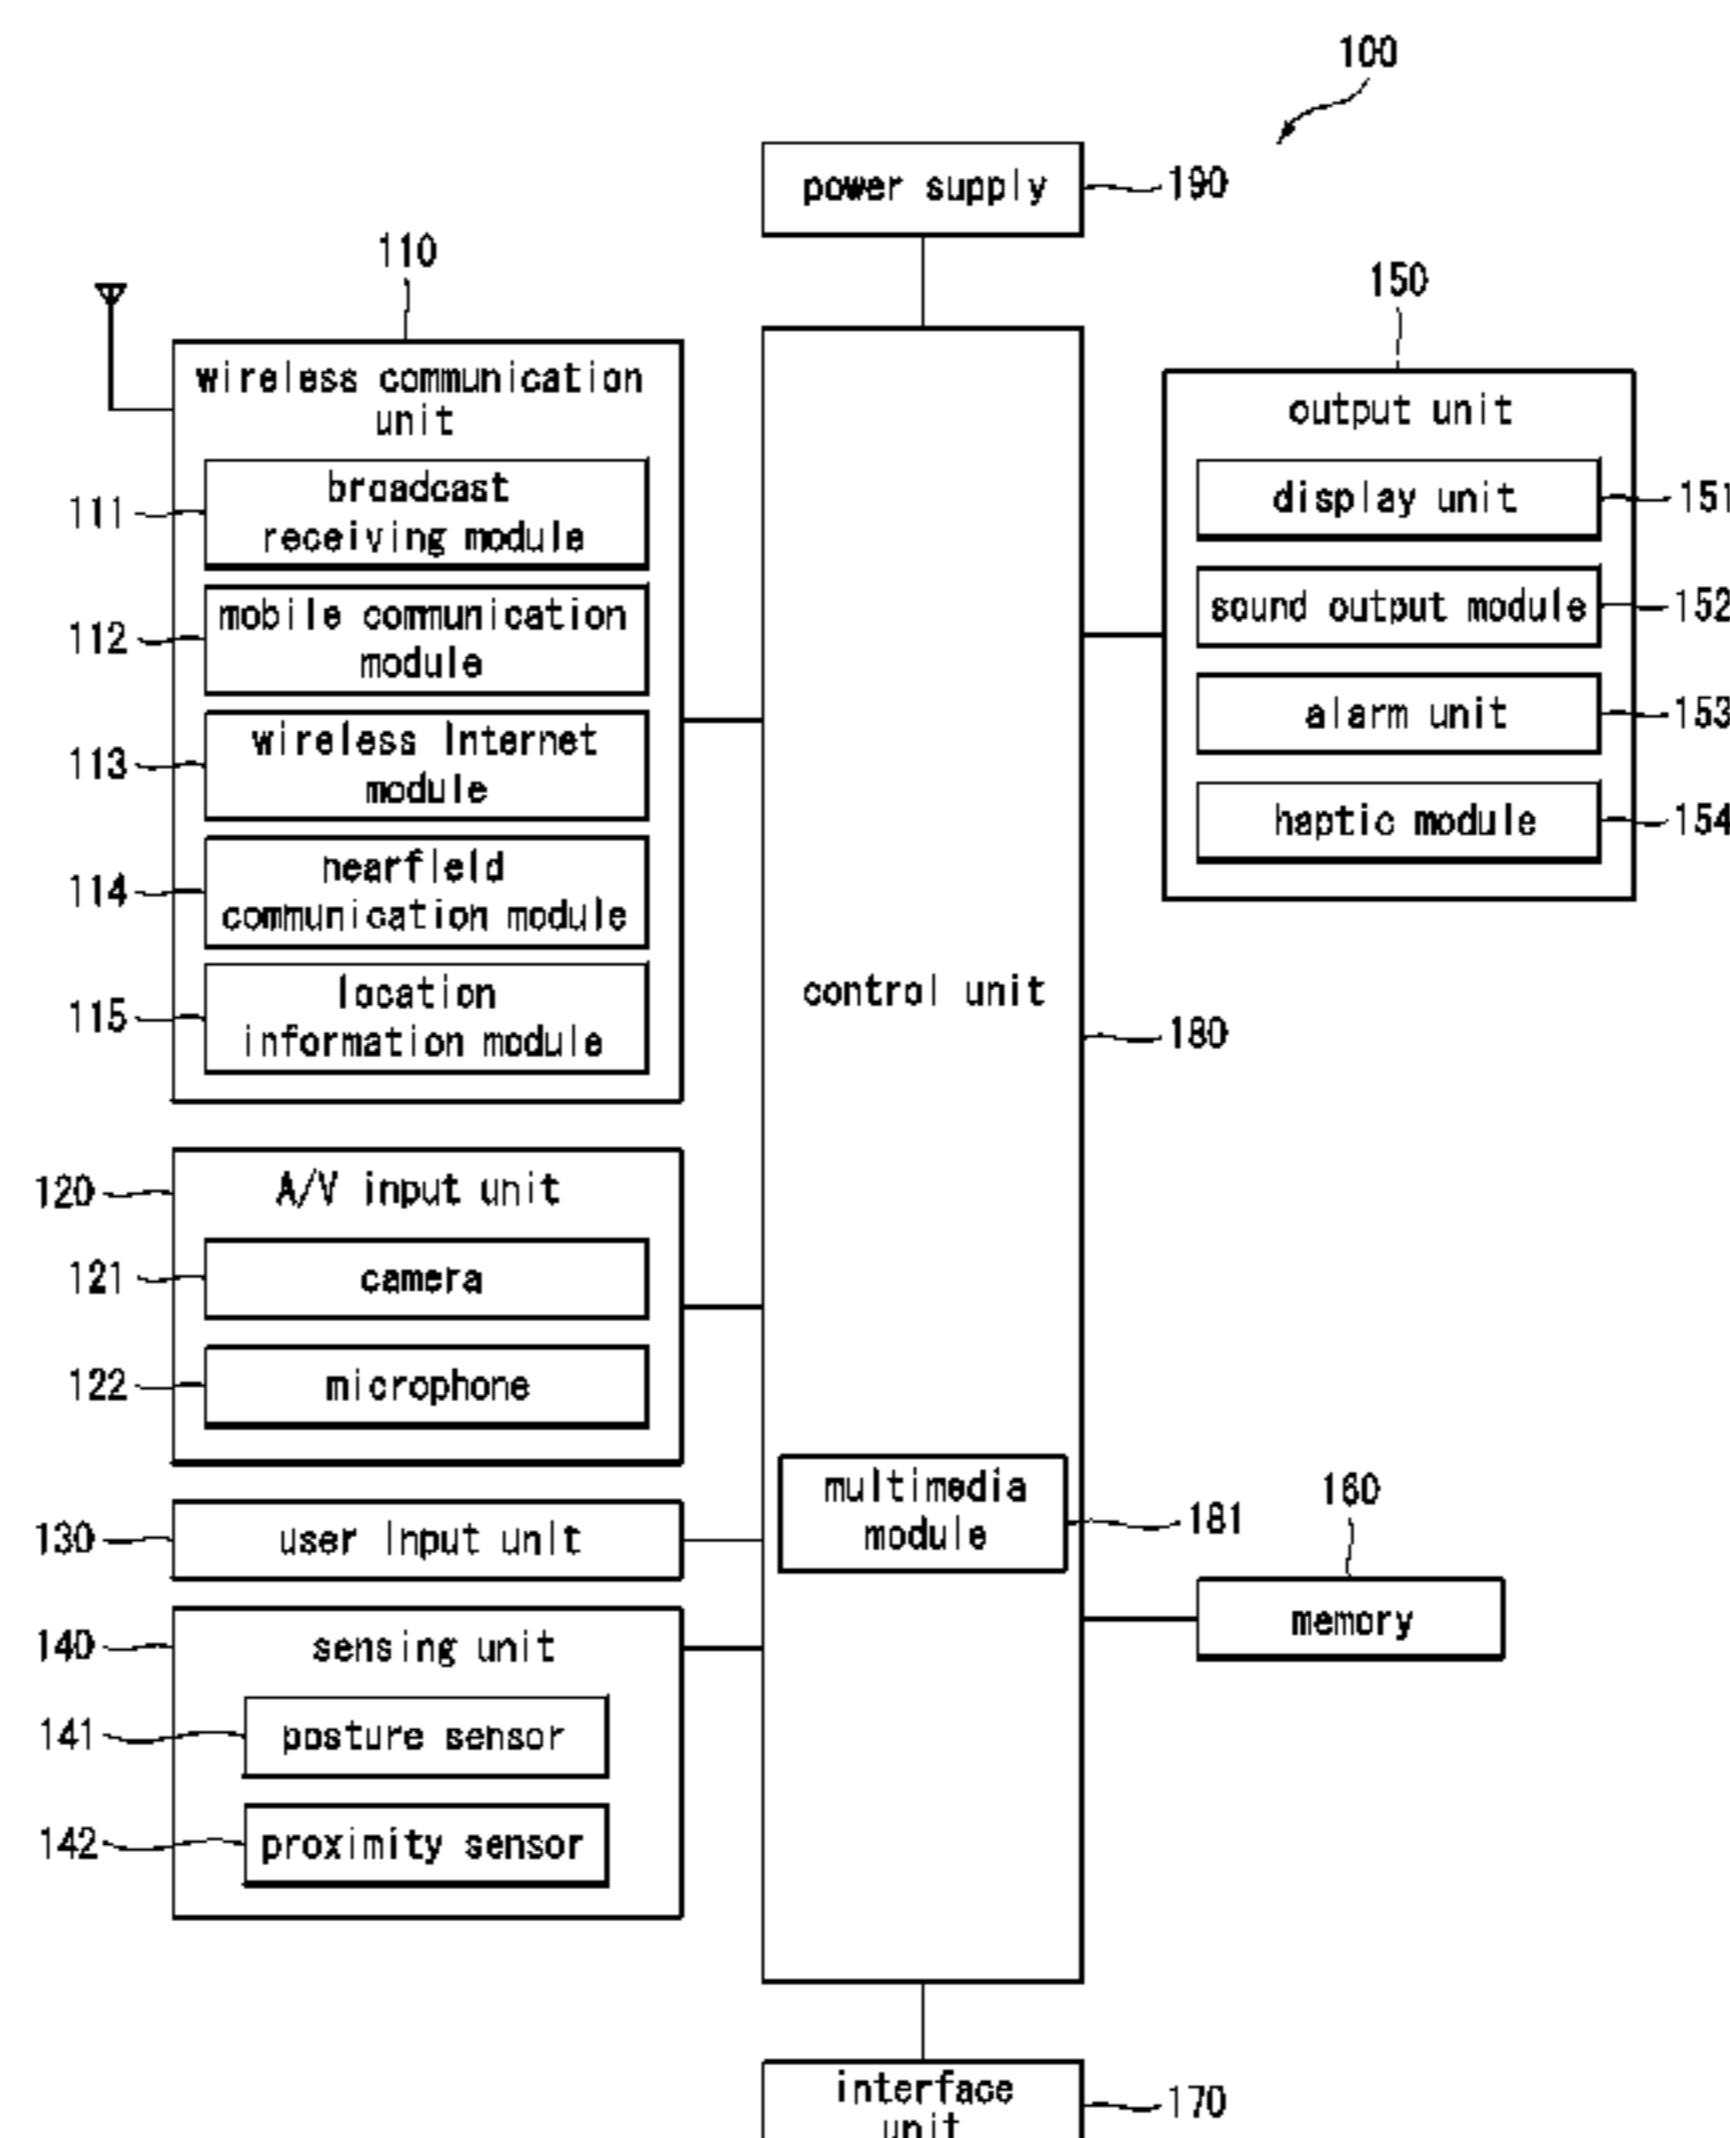 100
power supply
190
110
wireless communication
unit
111
broadcast
receiving module
112
mobile communication
module
113
wireless Internet
module
114
nearfield
communication module
115
location
information module
150
output unit
display unit
151
sound output module
152
alarm unit
153
haptic module
154
control unit
180
120
A/V input unit
121
camera
122
microphone
multimedia
module
181
130
user input unit
160
memory
140
sensing unit
141
posture sensor
142
proximity sensor
interface
unit
170